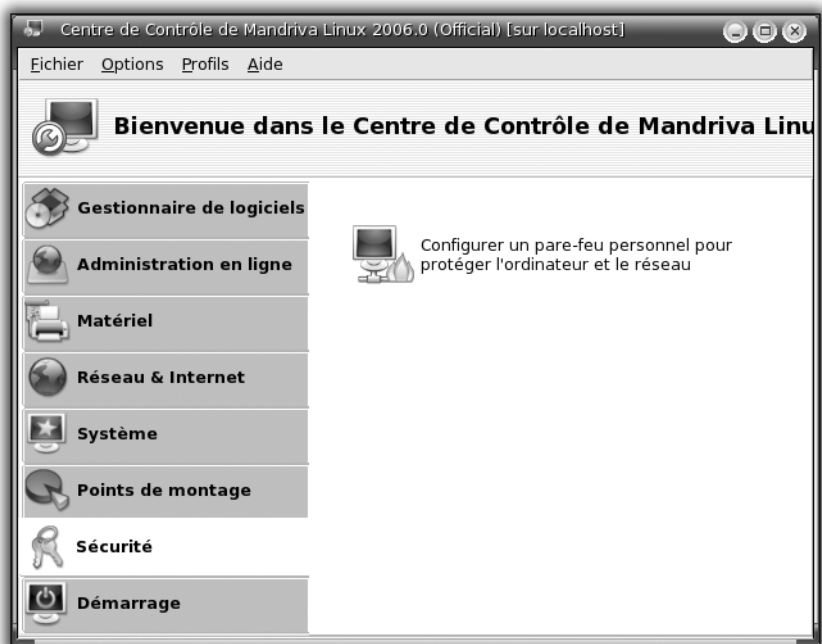 Centre de Contrôle de Mandriva Linux 2006.0 (Official) [sur localhost]
Fichier Options Profils Aide
Bienvenue dans le Centre de Contrôle de Mandriva Linu
Gestionnaire de logiciels
Administration en ligne
Matériel
Réseau & Internet
Système
Points de montage
Sécurité
Démarrage
Configurer un pare-feu personnel pour
protéger l'ordinateur et le réseau